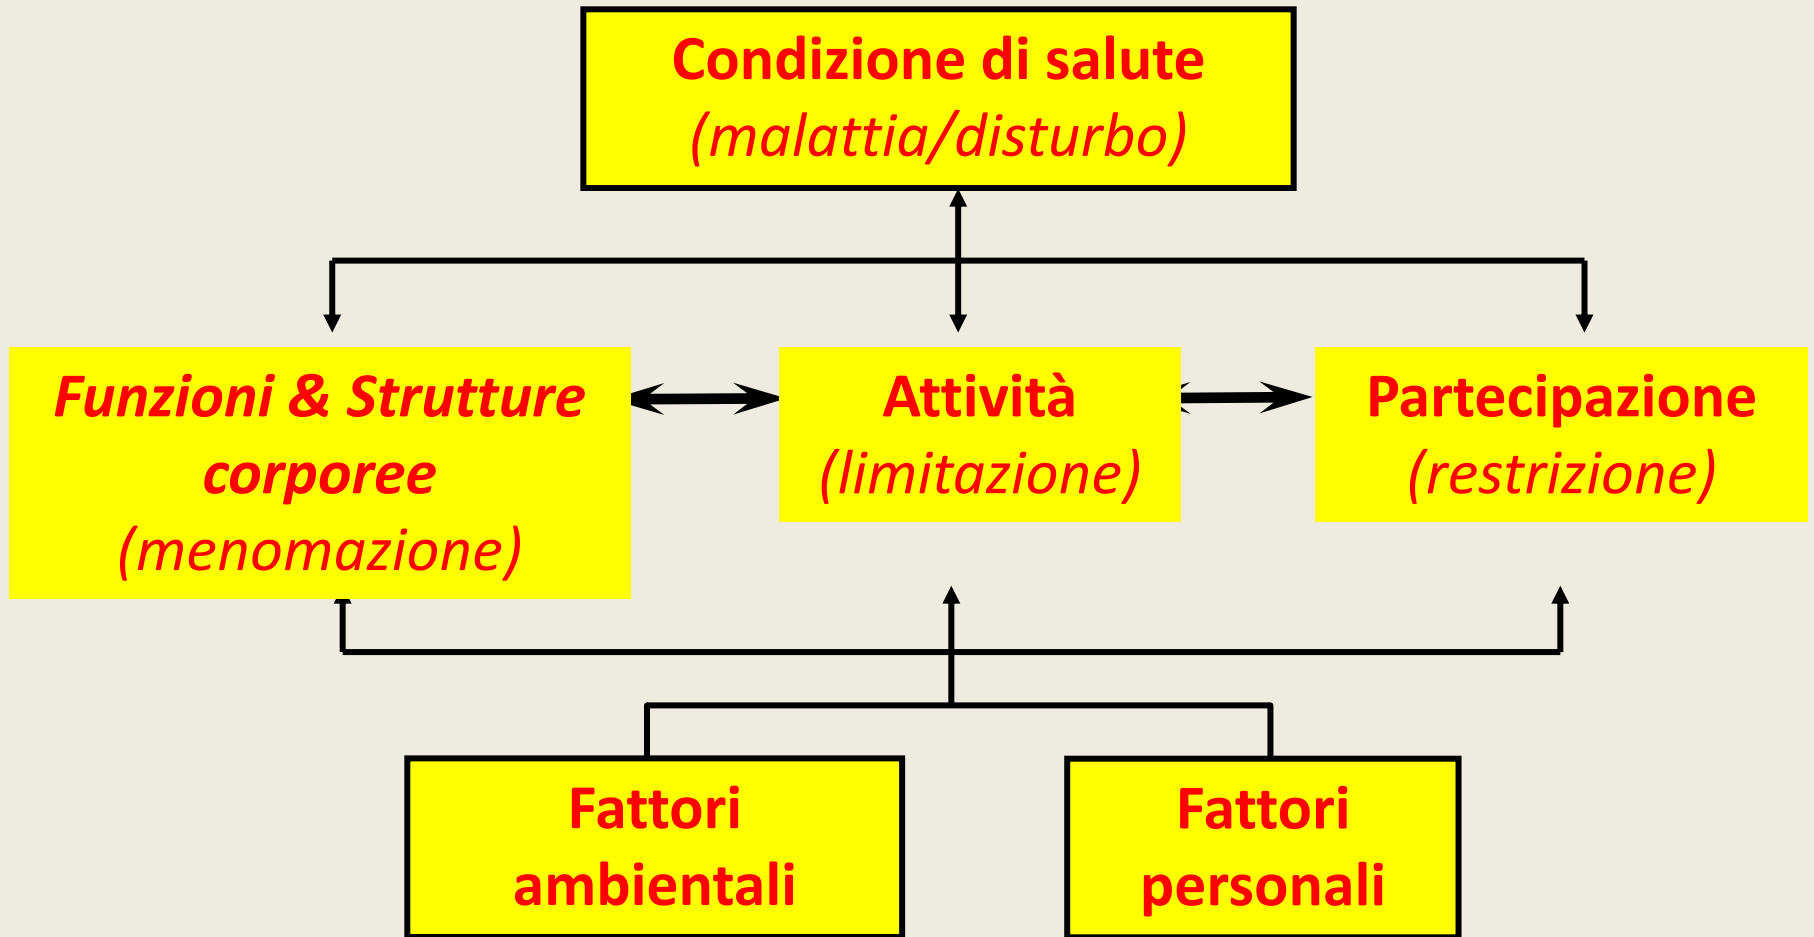 Condizione di salute
(malattia/disturbo)
Funzioni & Strutture
corporee
(menomazione)
Attività
(limitazione)
Partecipazione
(restrizione)
Fattori
ambientali
Fattori
personali